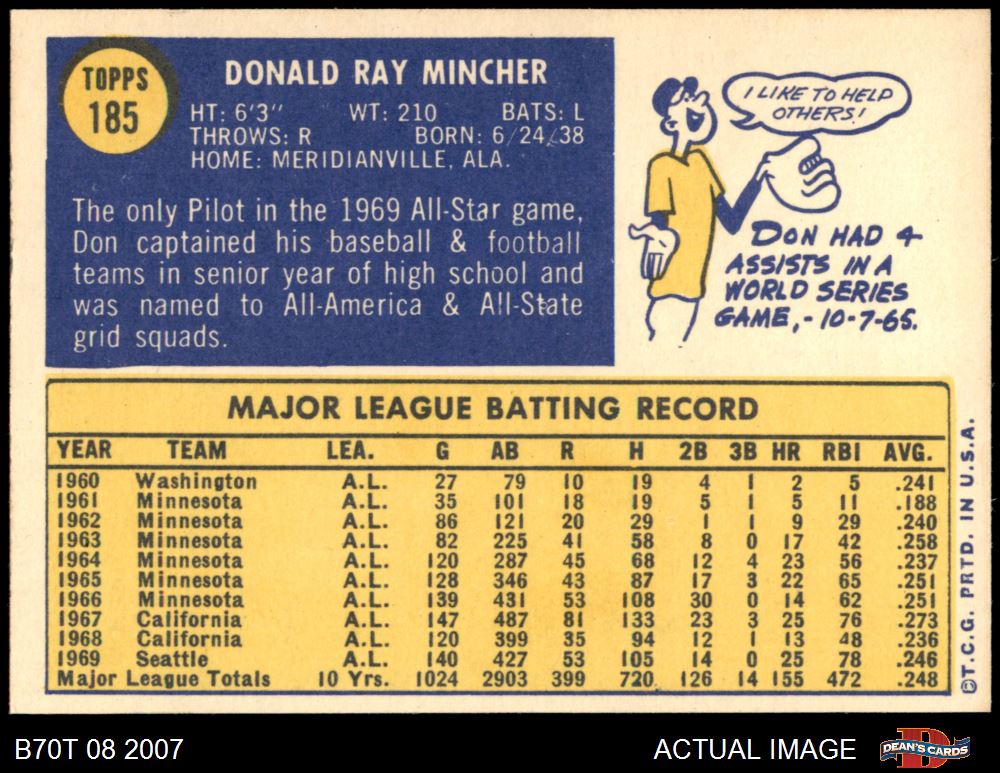 TOPPS
185
DONALD RAY MINCHER
HT: 6'3" WT: 210 BATS: L
THROWS: R BORN: 6/24/38
HOME: MERIDIANVILLE, ALA.
The only Pilot in the 1969 All-Star game,
Don captained his baseball & football
teams in senior year of high school and
was named to All-America & All-State
grid squads.
I LIKE TO HELP
OTHERS!
DON HAD 4
ASSISTS IN A
WORLD SERIES
GAME,-10-7-65.
MAJOR LEAGUE BATTING RECORD
YEAR TEAM LEA. G AB R H 2B 3B HR RBI AVG.
1960 Washington A.L. 27 79 10 19 4 1 2 5 .241
1961 Minnesota A.L. 35 101 18 19 5 1 5 11 .188
1962 Minnesota A.L. 86 121 20 29 1 1 9 29 .240
1963 Minnesota A.L. 82 225 41 58 8 0 17 42 .258
1964 Minnesota A.L. 120 287 45 68 12 4 23 56 .237
1965 Minnesota A.L. 128 346 43 87 17 3 22 65 .251
1966 Minnesota A.L. 139 431 53 108 30 0 14 62 .251
1967 California A.L. 147 487 81 133 23 3 25 76 .273
1968 California A.L. 120 399 35 94 12 1 13 48 .236
1969 Seattle A.L. 140 427 53 105 14 0 25 78 .246
Major League Totals 10 Yrs. 1024 2903 399 720 126 14 155 472 .248
©T.C.G. PRTD. IN U.S.A.
B70T 08 2007
ACTUAL IMAGE
D
DEAN'S CARDS